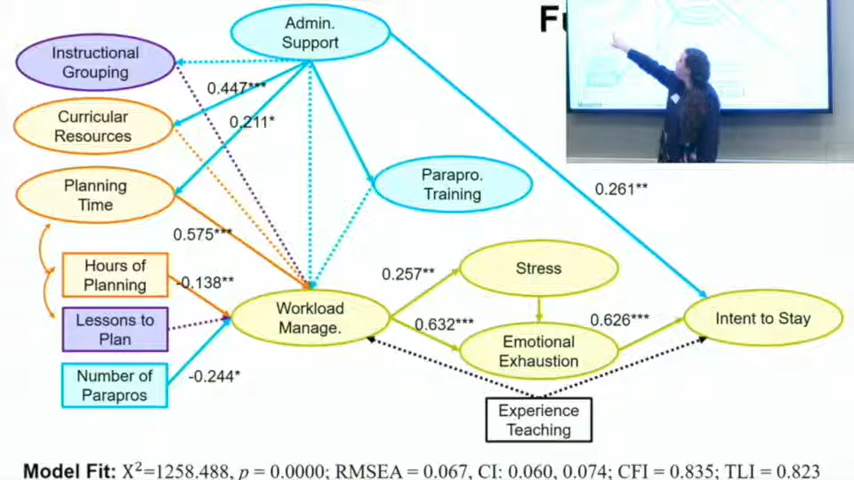 Fu
Admin.
Support
Instructional
Grouping
0.447***
Curricular
Resources
0.211*
Planning
Time
Parapro.
Training
0.261**
0.575***
Hours of
Planning
-0.138**
0.257**
Stress
Lessons to
Plan
Workload
Manage.
0.632***
0.626***
Intent to Stay
Emotional
Exhaustion
Number of
Parapros
-0.244*
Experience
Teaching
Model Fit: X²=1258.488, p = 0.0000; RMSEA = 0.067, CI: 0.060, 0.074; CFI = 0.835; TLI = 0.823